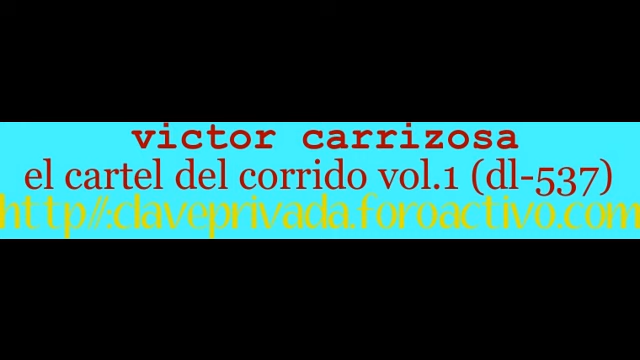 victor carrizosa
el cartel del corrido vol.1 (dl-537)
http//:claveprivada.foroactivo.com